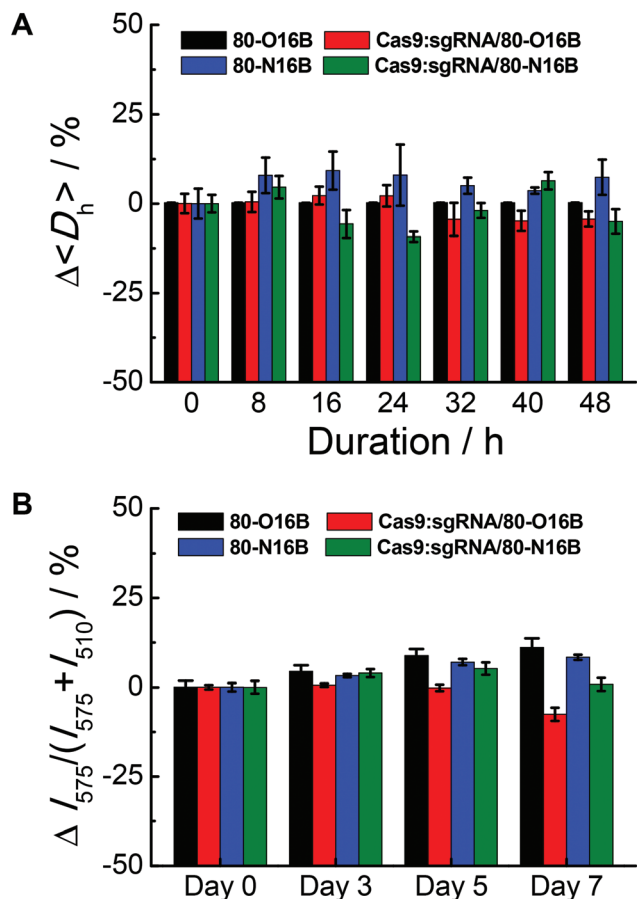 A
80-O16B Cas9:sgRNA/80-O16B
80-N16B Cas9:sgRNA/80-N16B
Δ<Dh> / %
50
25
0
-25
-50
0 8 16 24 32 40 48
Duration / h
B
80-O16B Cas9:sgRNA/80-O16B
80-N16B Cas9:sgRNA/80-N16B
Δ I575/(I575+I510) / %
50
25
0
-25
-50
Day 0 Day 3 Day 5 Day 7